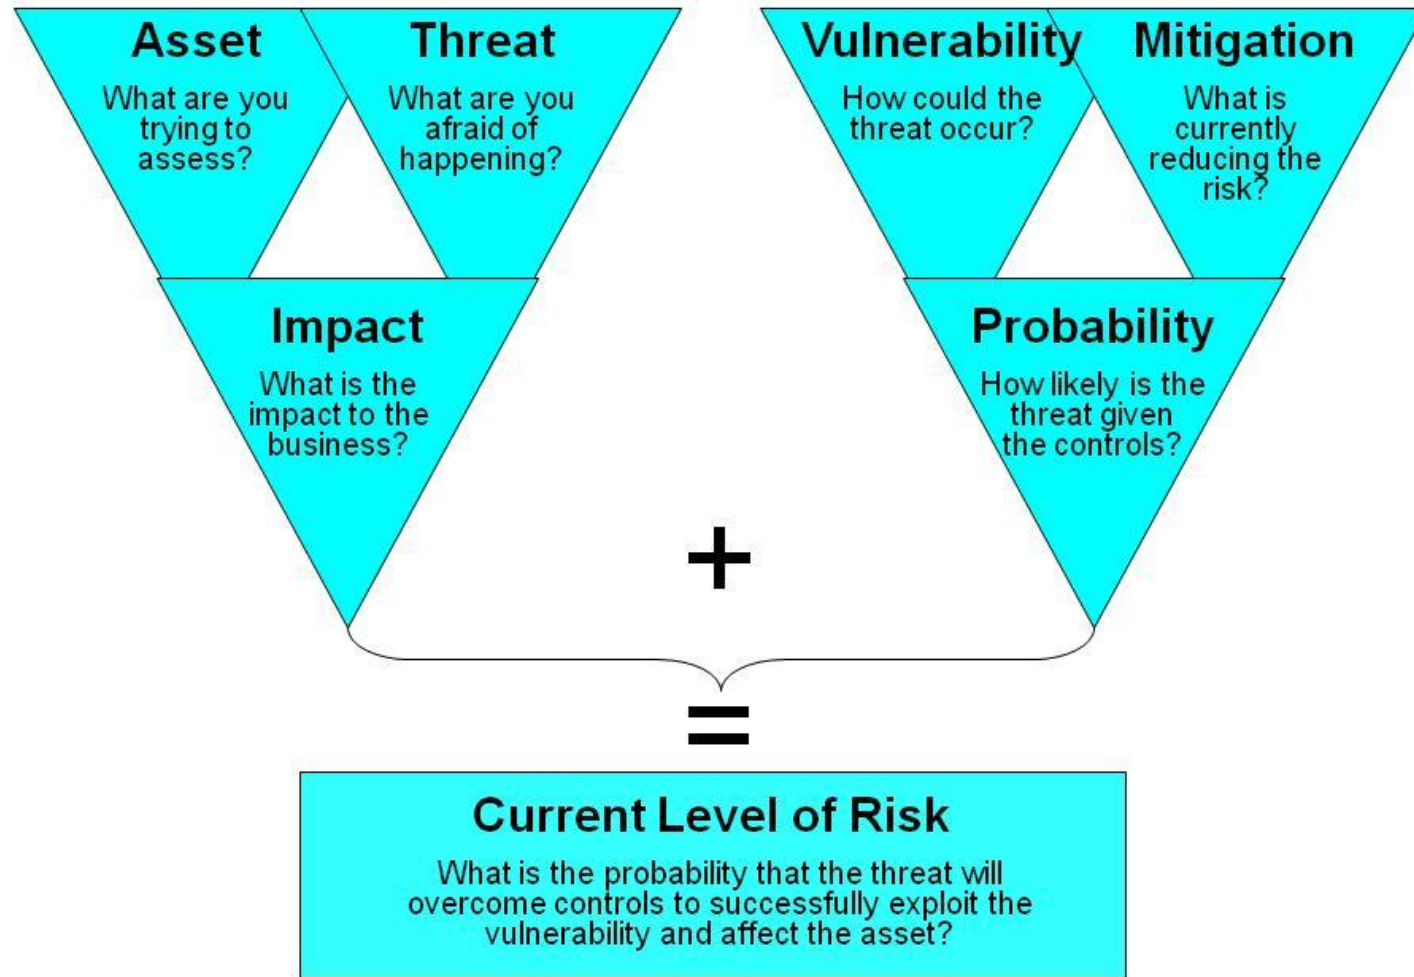 Asset
What are you
trying to
assess?
Threat
What are you
afraid of
happening?
Impact
What is the
impact to the
business?
Vulnerability
How could the
threat occur?
Mitigation
What is
currently
reducing the
risk?
Probability
How likely is the
threat given
the controls?
+
=
Current Level of Risk
What is the probability that the threat will
overcome controls to successfully exploit the
vulnerability and affect the asset?